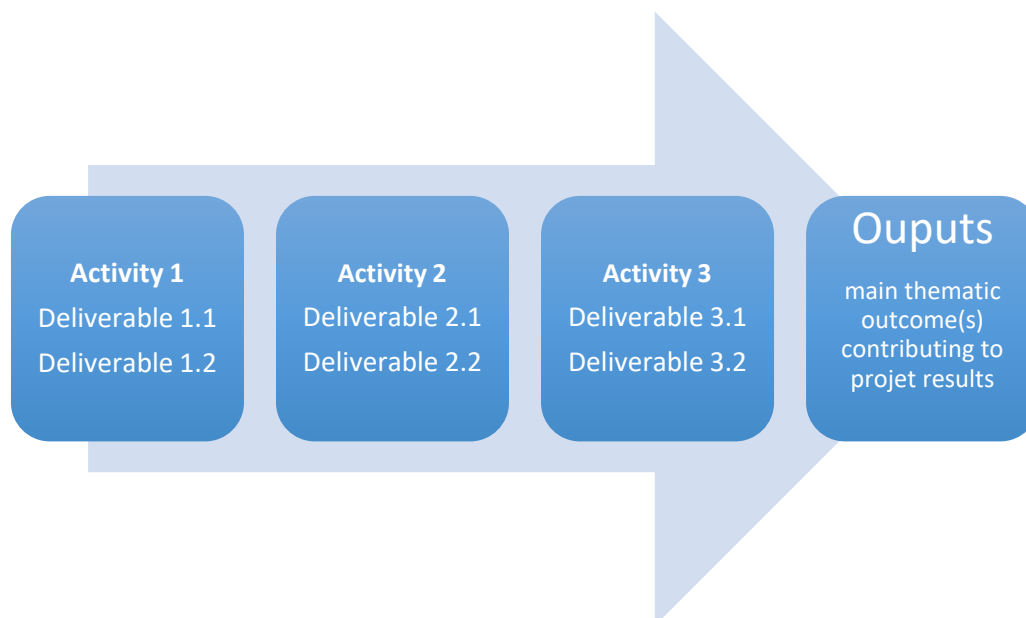 Activity 1
Deliverable 1.1
Deliverable 1.2
Activity 2
Deliverable 2.1
Deliverable 2.2
Activity 3
Deliverable 3.1
Deliverable 3.2
Ouputs
main thematic
outcome(s)
contributing to
projet results